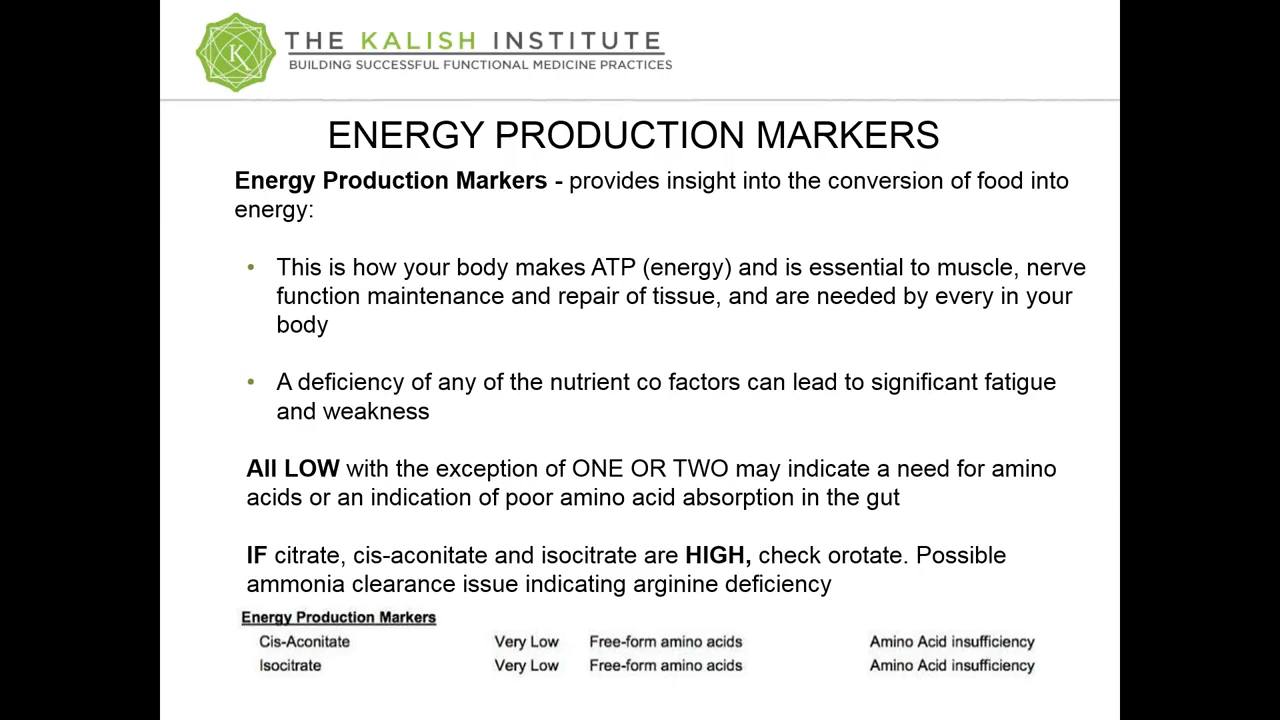 K
THE KALISH INSTITUTE
BUILDING SUCCESSFUL FUNCTIONAL MEDICINE PRACTICES
ENERGY PRODUCTION MARKERS
Energy Production Markers - provides insight into the conversion of food into
energy:
• This is how your body makes ATP (energy) and is essential to muscle, nerve
function maintenance and repair of tissue, and are needed by every in your
body
• A deficiency of any of the nutrient co factors can lead to significant fatigue
and weakness
All LOW with the exception of ONE OR TWO may indicate a need for amino
acids or an indication of poor amino acid absorption in the gut
IF citrate, cis-aconitate and isocitrate are HIGH, check orotate. Possible
ammonia clearance issue indicating arginine deficiency
Energy Production Markers
Cis-Aconitate Very Low Free-form amino acids Amino Acid insufficiency
Isocitrate Very Low Free-form amino acids Amino Acid insufficiency